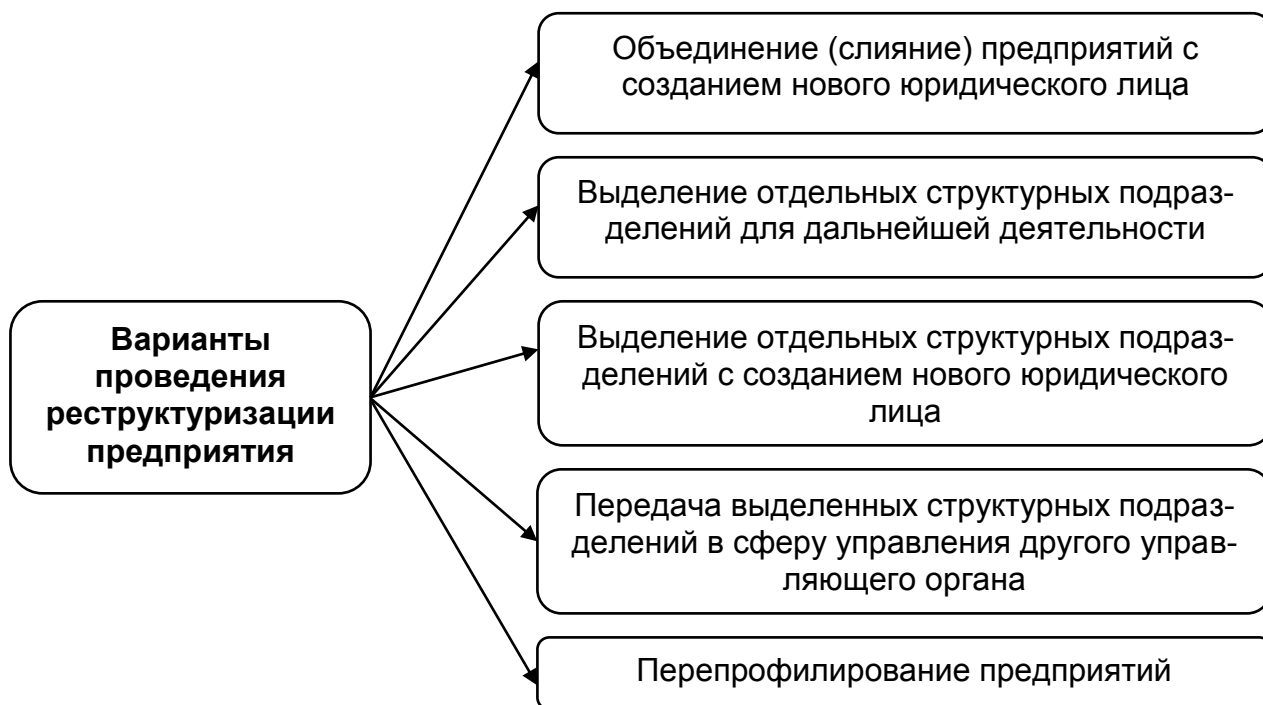 Объединение (слияние) предприятий с
созданием нового юридического лица
Выделение отдельных структурных подраз-
делений для дальнейшей деятельности
Варианты
проведения
реструктуризации
предприятия
Выделение отдельных структурных подраз-
делений с созданием нового юридического
лица
Передача выделенных структурных подраз-
делений в сферу управления другого управ-
ляющего органа
Перепрофилирование предприятий